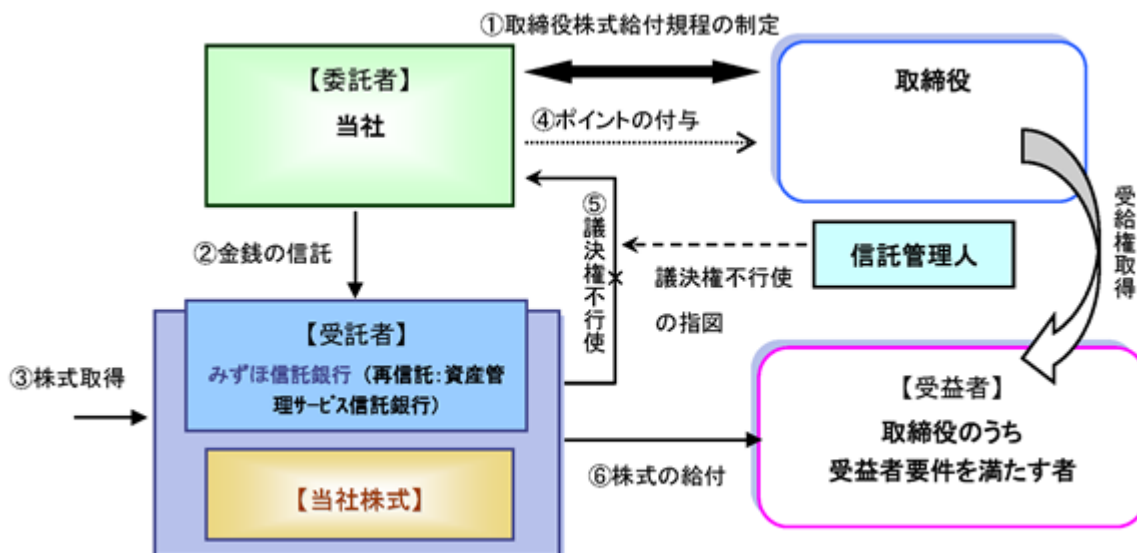 ①取締役株式給付規程の制定
【委託者】
当社
取締役
④ポイントの付与
⑤議決権不行使
受給権取得
②金銭の信託
信託管理人
議決権不行使
の指図
【受託者】
みずほ信託銀行（再信託：資産管
理サービス信託銀行）
③株式取得
【受益者】
取締役のうち
受益者要件を満たす者
⑥株式の給付
【当社株式】